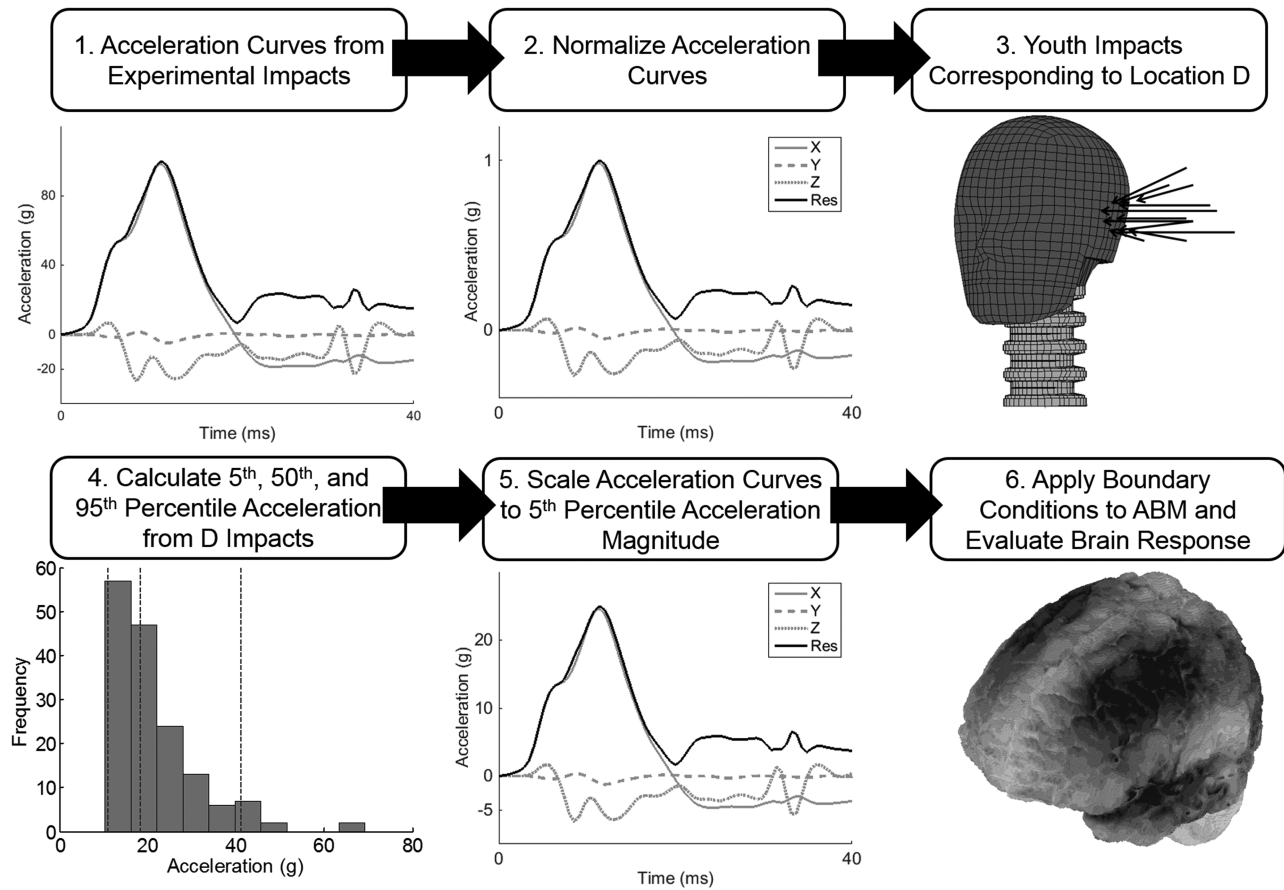 1. Acceleration Curves from
Experimental Impacts
2. Normalize Acceleration
Curves
3. Youth Impacts
Corresponding to Location D
Acceleration (g)
80
40
0
-20
0
40
Time (ms)
Acceleration (g)
1
0
0
40
Time (ms)
X
Y
Z
Res
4. Calculate 5th, 50th, and
95th Percentile Acceleration
from D Impacts
5. Scale Acceleration Curves
to 5th Percentile Acceleration
Magnitude
6. Apply Boundary
Conditions to ABM and
Evaluate Brain Response
Frequency
60
50
40
30
20
10
0
0
20
40
60
80
Acceleration (g)
Acceleration (g)
20
10
0
-5
0
40
Time (ms)
X
Y
Z
Res